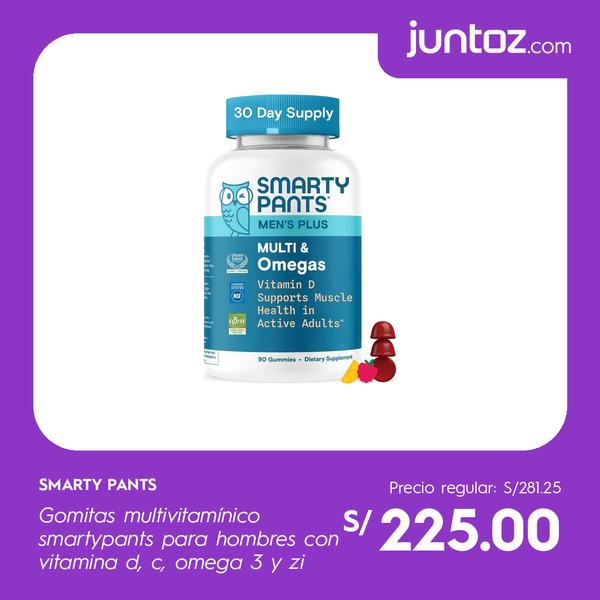 juntoz.com
30 Day Supply
SMARTY
PANTS
MEN'S PLUS
MULTI &
Omegas
Vitamin D
Supports Muscle
Health in
Active Adults*
NSF
90 Gummies • Dietary Supplement
SMARTY PANTS
Gomitas multivitamínico
smartypants para hombres con
vitamina d, c, omega 3 y zi
Precio regular: S/281.25
S/ 225.00